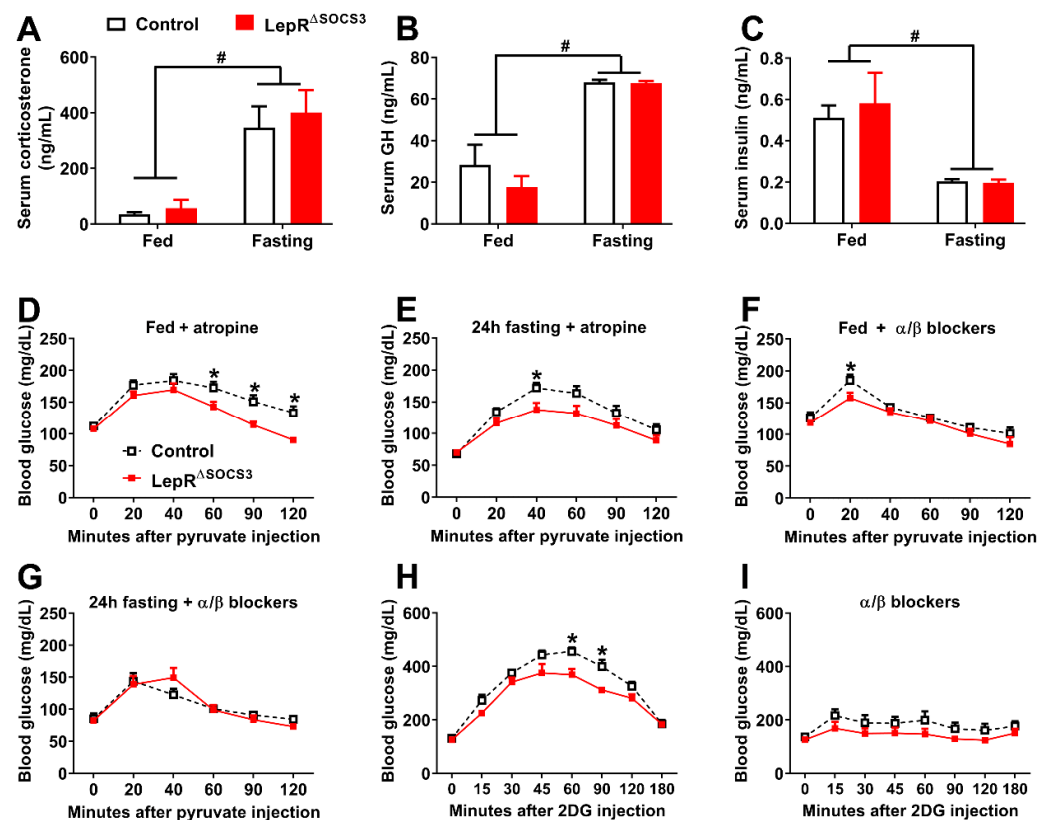 A
Control
LepRΔSOCS3
Serum corticosterone
(ng/mL)
600
400
200
0
#
Fed
Fasting
B
Serum GH (ng/mL)
80
60
40
20
0
#
Fed
Fasting
C
Serum insulin (ng/mL)
0.8
0.6
0.4
0.2
0.0
#
Fed
Fasting
D
Fed + atropine
Blood glucose (mg/dL)
250
200
150
100
50
0
* * *
Control
LepRΔSOCS3
0 20 40 60 90 120
Minutes after pyruvate injection
E
24h fasting + atropine
Blood glucose (mg/dL)
250
200
150
100
50
0
*
0 20 40 60 90 120
Minutes after pyruvate injection
F
Fed + α/β blockers
Blood glucose (mg/dL)
250
200
150
100
50
0
*
0 20 40 60 90 120
Minutes after pyruvate injection
G
24h fasting + α/β blockers
Blood glucose (mg/dL)
250
200
150
100
50
0
0 20 40 60 90 120
Minutes after pyruvate injection
H
Blood glucose (mg/dL)
600
400
200
0
* *
0 15 30 45 60 90 120 180
Minutes after 2DG injection
I
α/β blockers
Blood glucose (mg/dL)
600
400
200
0
0 15 30 45 60 90 120 180
Minutes after 2DG injection